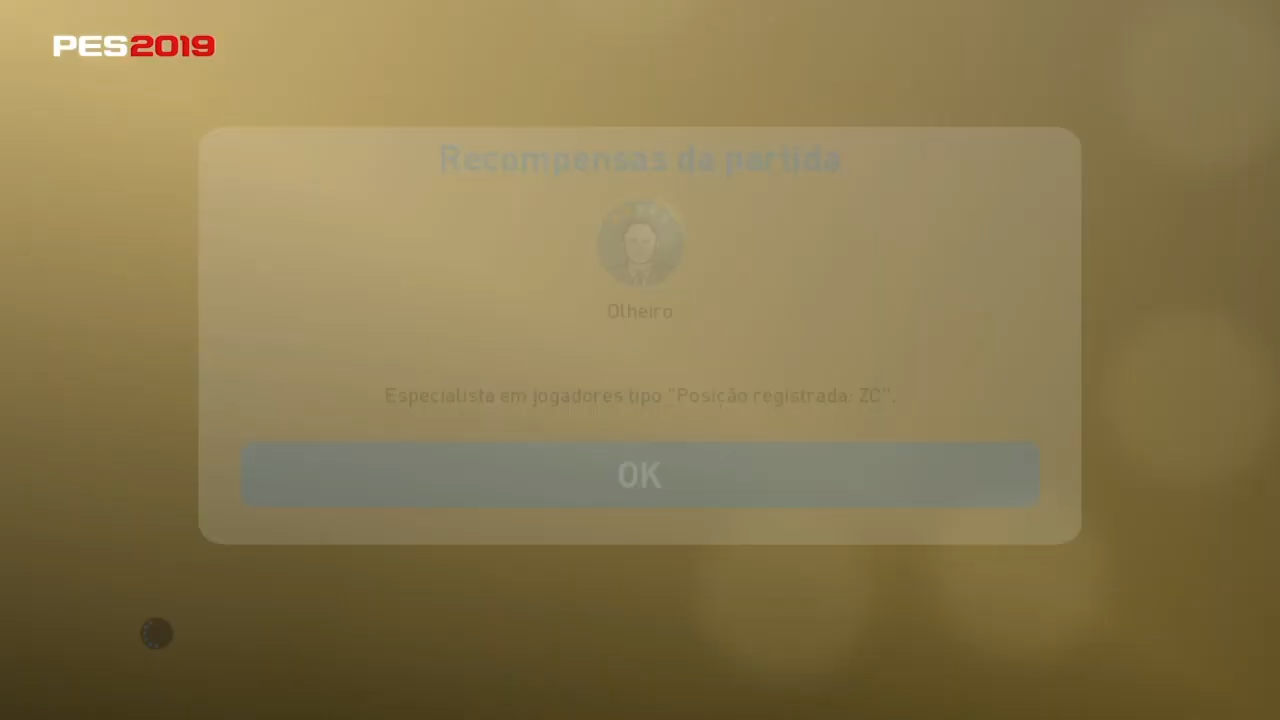 PES2019
Recompensas da partida
Olheiro
Especialista em jogadores tipo "Posição registrada: ZC".
OK